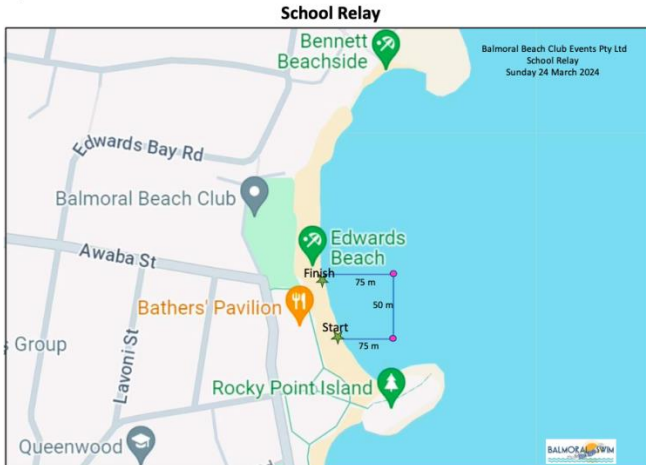 School Relay
Bennett
Beachside
Balmoral Beach Club Events Pty Ltd
School Relay
Sunday 24 March 2024
Edwards Bay Rd
Balmoral Beach Club
Edwards
Beach
Awaba St
Finish
75 m
50 m
Bathers' Pavilion
Start
75 m
s Group
Lavoni St
Rocky Point Island
Queenwood
BALMORAL SWIM